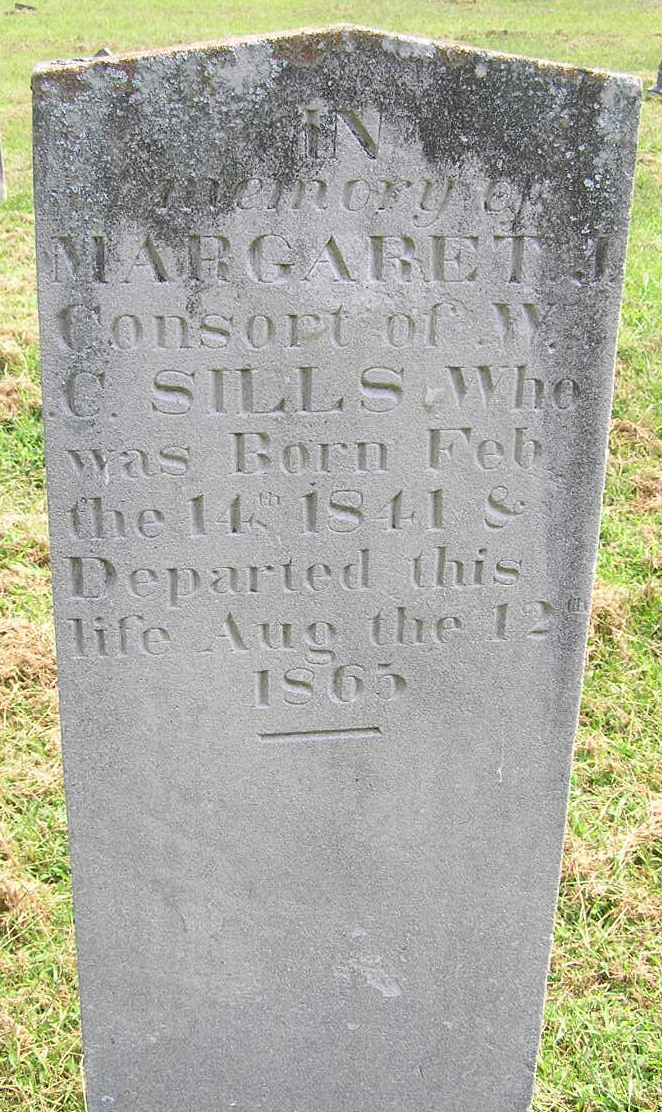 iN
memory of
MARGARET J.
Consort of W.
C. SILLS Who
was Born Feb
the 14th 1841 &
Departed this
life Aug the 12th
1865